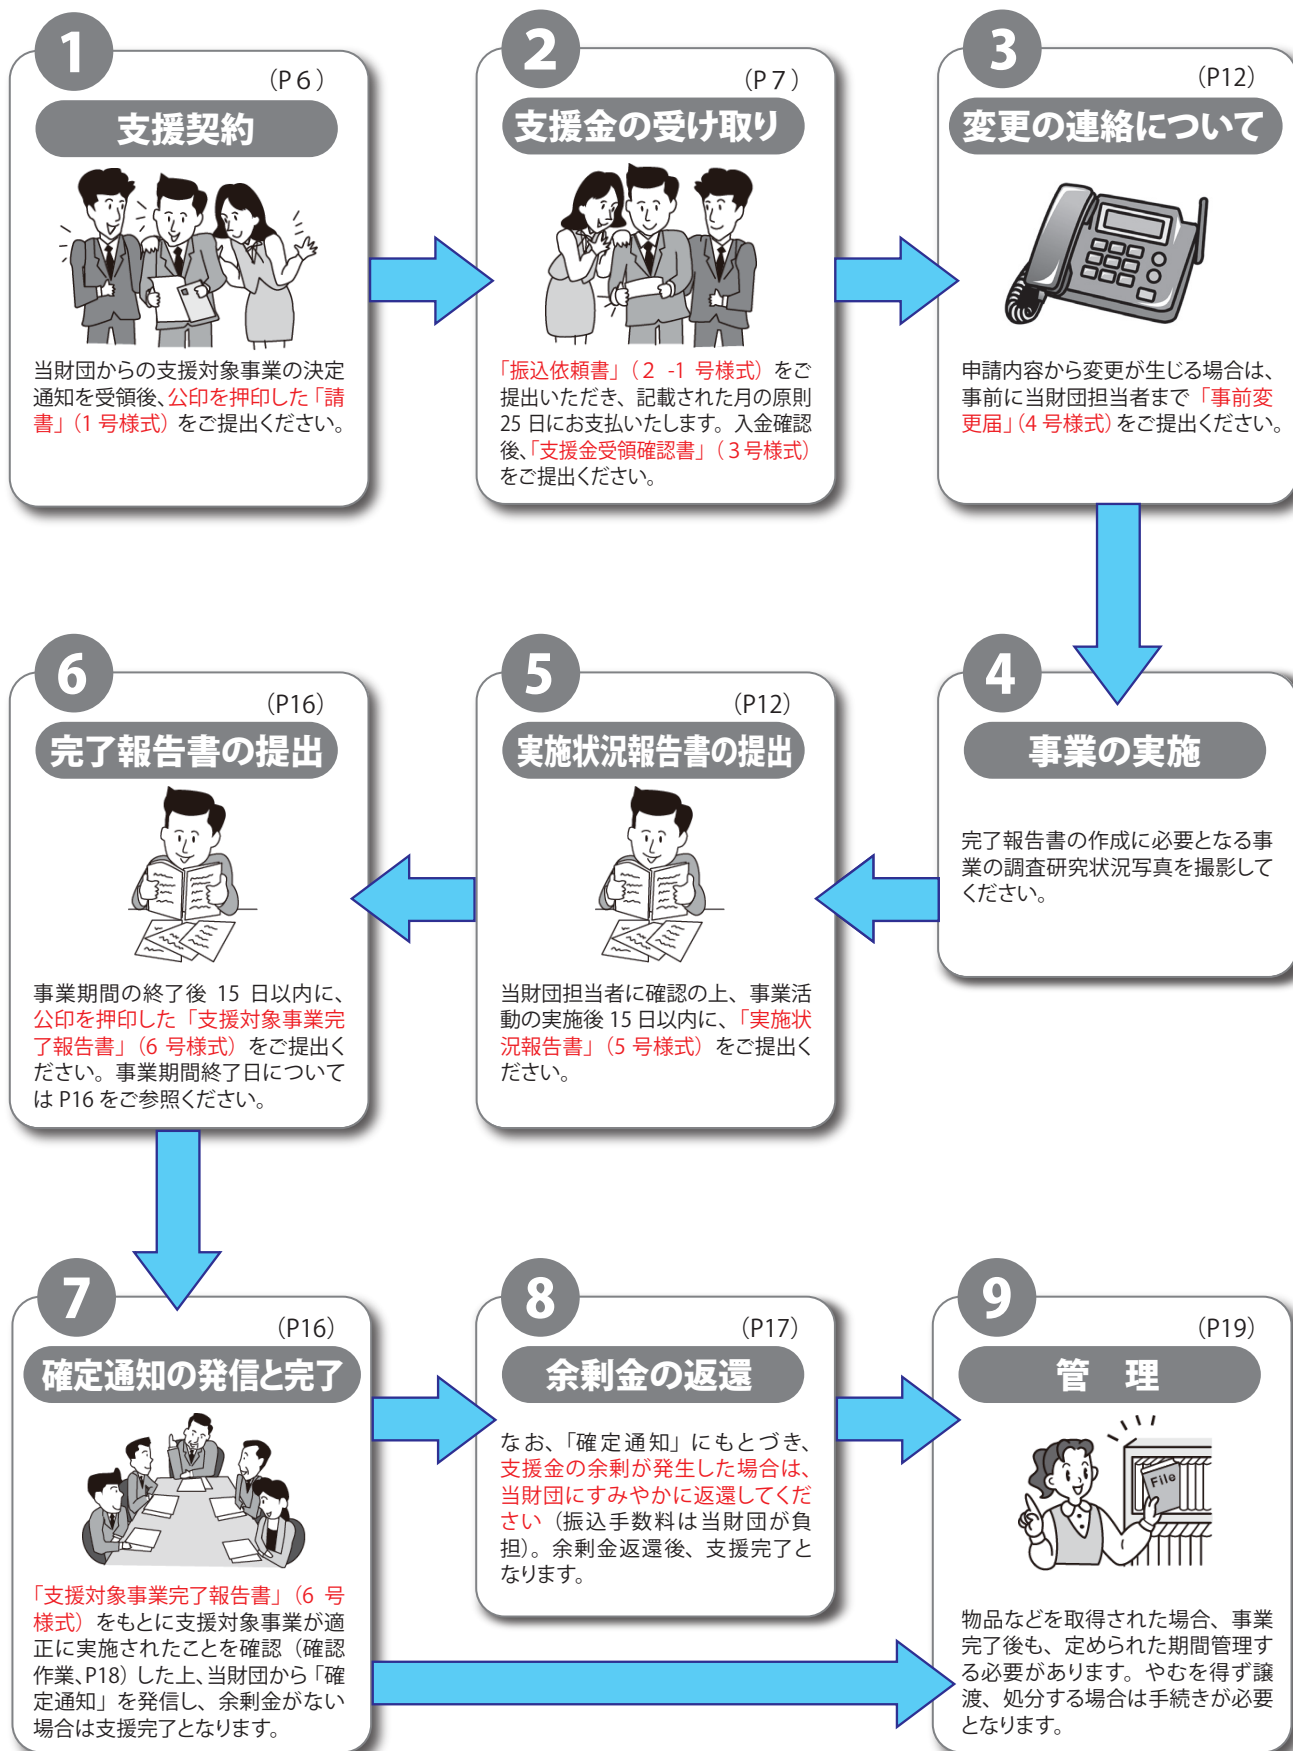 1
（P 6）
支援契約
当財団からの支援対象事業の決定
通知を受領後、公印を押印した「請
書」（1 号様式）をご提出ください。
2
（P 7）
支援金の受け取り
「振込依頼書」（2 -1 号様式）をご
提出いただき、記載された月の原則
25 日にお支払いたします。入金確認
後、「支援金受領確認書」（3 号様式）
をご提出ください。
3
（P12）
変更の連絡について
申請内容から変更が生じる場合は、
事前に当財団担当者まで「事前変
更届」（4 号様式）をご提出ください。
4
事業の実施
完了報告書の作成に必要となる事
業の調査研究状況写真を撮影して
ください。
5
（P12）
実施状況報告書の提出
当財団担当者に確認の上、事業活
動の実施後 15 日以内に、「実施状
況報告書」（5 号様式）をご提出く
ださい。
6
（P16）
完了報告書の提出
事業期間の終了後 15 日以内に、
公印を押印した「支援対象事業完
了報告書」（6 号様式）をご提出く
ださい。事業期間終了日について
は P16 をご参照ください。
7
（P16）
確定通知の発信と完了
「支援対象事業完了報告書」（6 号
様式）をもとに支援対象事業が適
正に実施されたことを確認（確認
作業、P18）した上、当財団から「確
定通知」を発信し、余剰金がない
場合は支援完了となります。
8
（P17）
余剰金の返還
なお、「確定通知」にもとづき、
支援金の余剰が発生した場合は、
当財団にすみやかに返還してくだ
さい（振込手数料は当財団が負
担）。余剰金返還後、支援完了と
なります。
9
（P19）
管　理
File
物品などを取得された場合、事業
完了後も、定められた期間管理す
る必要があります。やむを得ず譲
渡、処分する場合は手続きが必要
となります。